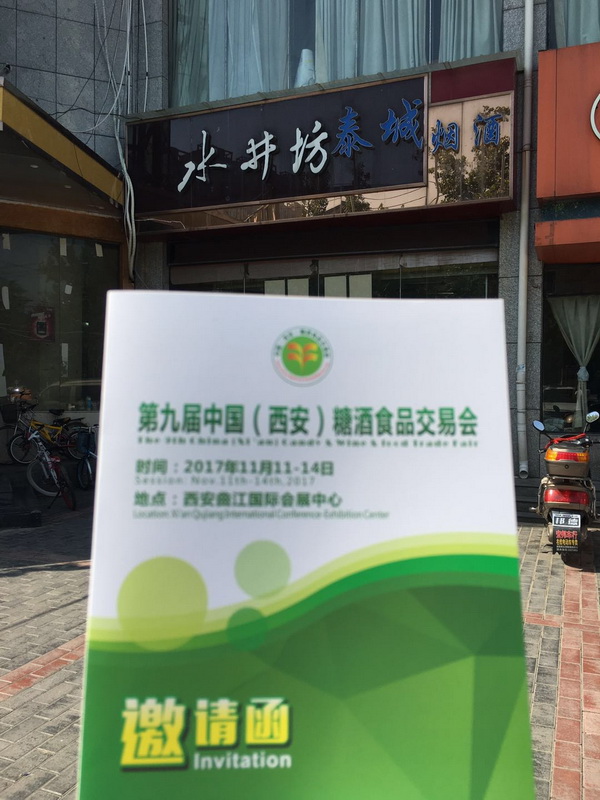 水井坊 泰城 烟酒
第九届中国（西安）糖酒食品交易会
The 9th China (Xi'an) Candy & Wine & Food Trade Fair
时间：2017年11月11-14日
Session: Nov.11th-14th,2017
地点：西安曲江国际会展中心
Location: Xi'an Qujiang International Conference Exhibition Center
邀请函
Invitation